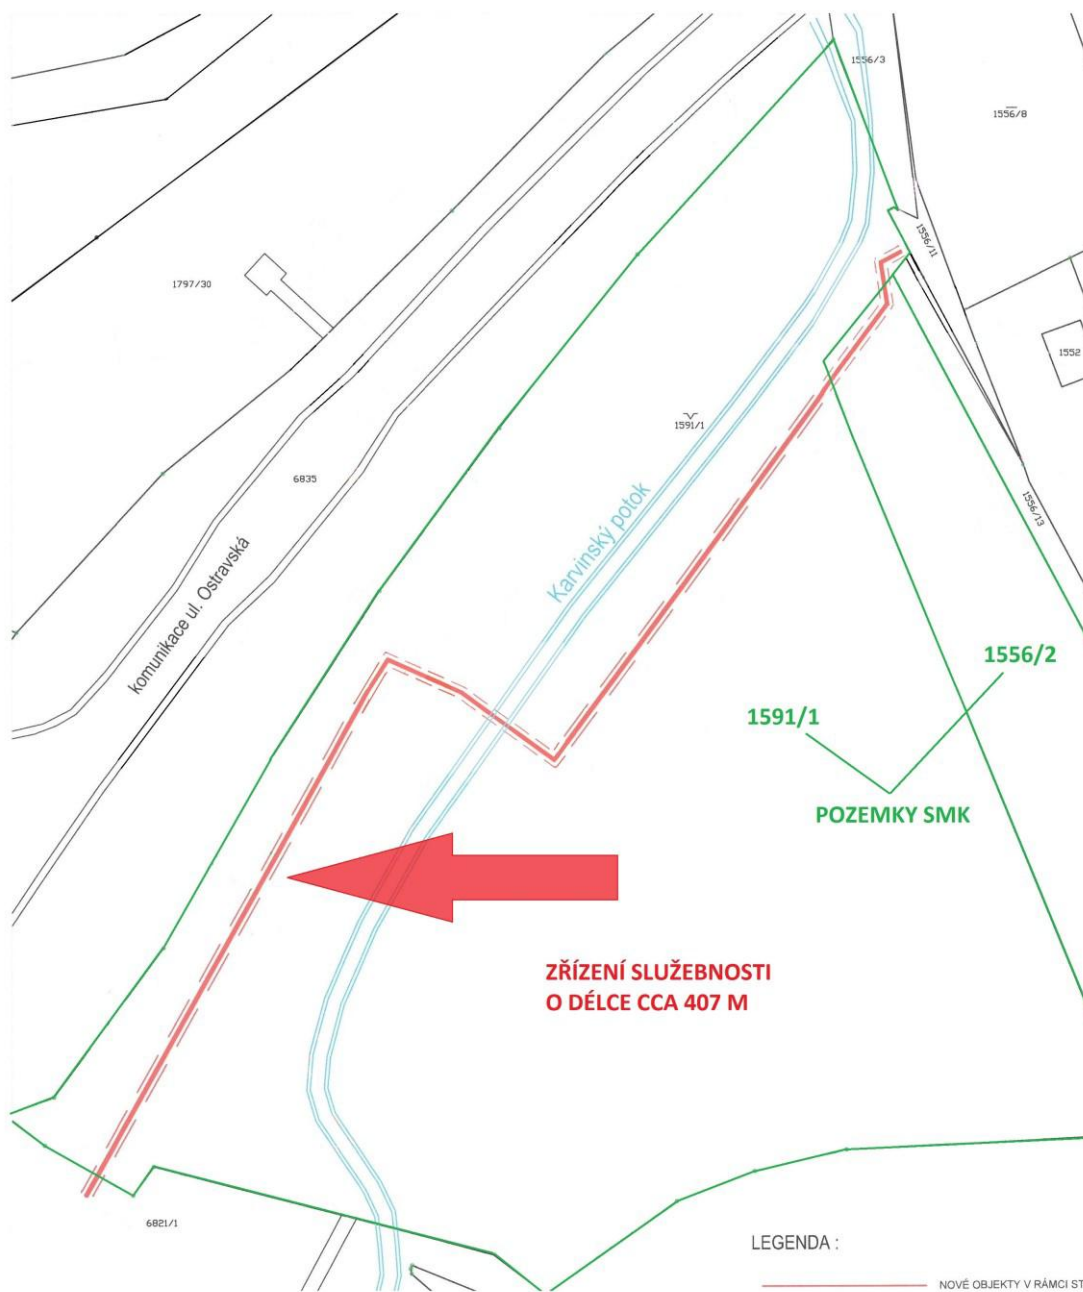 1556/3
1556/8
1556/11
1797/30
1552
1591/1
6835
1556/13
Karvinský potok
komunikace ul. Ostravská
1556/2
1591/1
POZEMKY SMK
ZŘÍZENÍ SLUŽEBNOSTI
O DÉLCE CCA 407 M
6821/1
LEGENDA :
NOVÉ OBJEKTY V RÁMCI ST